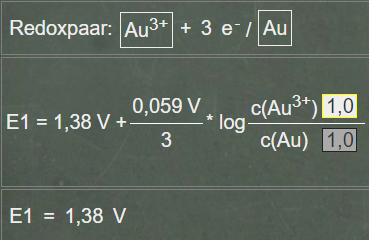 Redoxpaar: Au³⁺ + 3 e⁻ / Au
E1 = 1,38 V + 0,059 V / 3 * log c(Au³⁺) 1,0 / c(Au) 1,0
E1 = 1,38 V